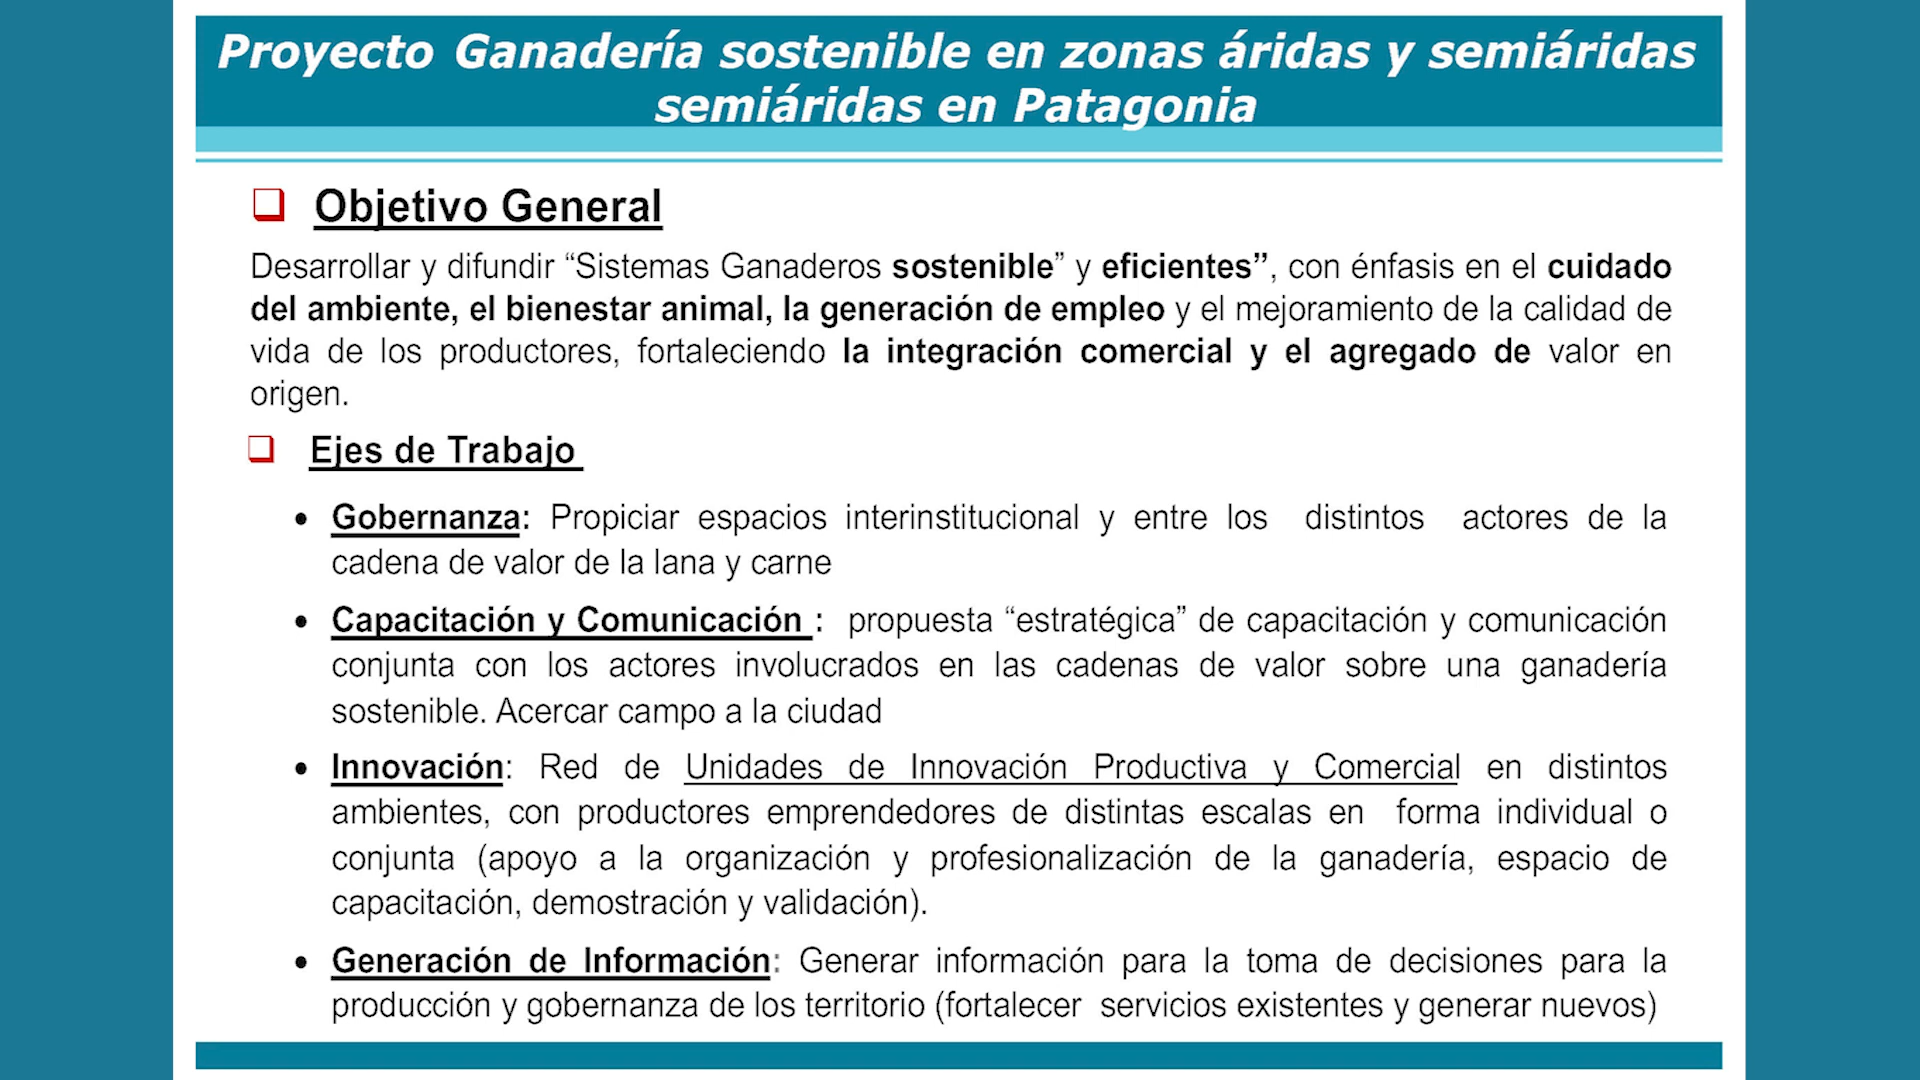 Proyecto Ganadería sostenible en zonas áridas y semiáridas
semiáridas en Patagonia
Objetivo General
Desarrollar y difundir “Sistemas Ganaderos sostenible” y eficientes”, con énfasis en el cuidado
del ambiente, el bienestar animal, la generación de empleo y el mejoramiento de la calidad de
vida de los productores, fortaleciendo la integración comercial y el agregado de valor en
origen.
Ejes de Trabajo
• Gobernanza: Propiciar espacios interinstitucional y entre los distintos actores de la
cadena de valor de la lana y carne
• Capacitación y Comunicación : propuesta “estratégica” de capacitación y comunicación
conjunta con los actores involucrados en las cadenas de valor sobre una ganadería
sostenible. Acercar campo a la ciudad
• Innovación: Red de Unidades de Innovación Productiva y Comercial en distintos
ambientes, con productores emprendedores de distintas escalas en forma individual o
conjunta (apoyo a la organización y profesionalización de la ganadería, espacio de
capacitación, demostración y validación).
• Generación de Información: Generar información para la toma de decisiones para la
producción y gobernanza de los territorio (fortalecer servicios existentes y generar nuevos)